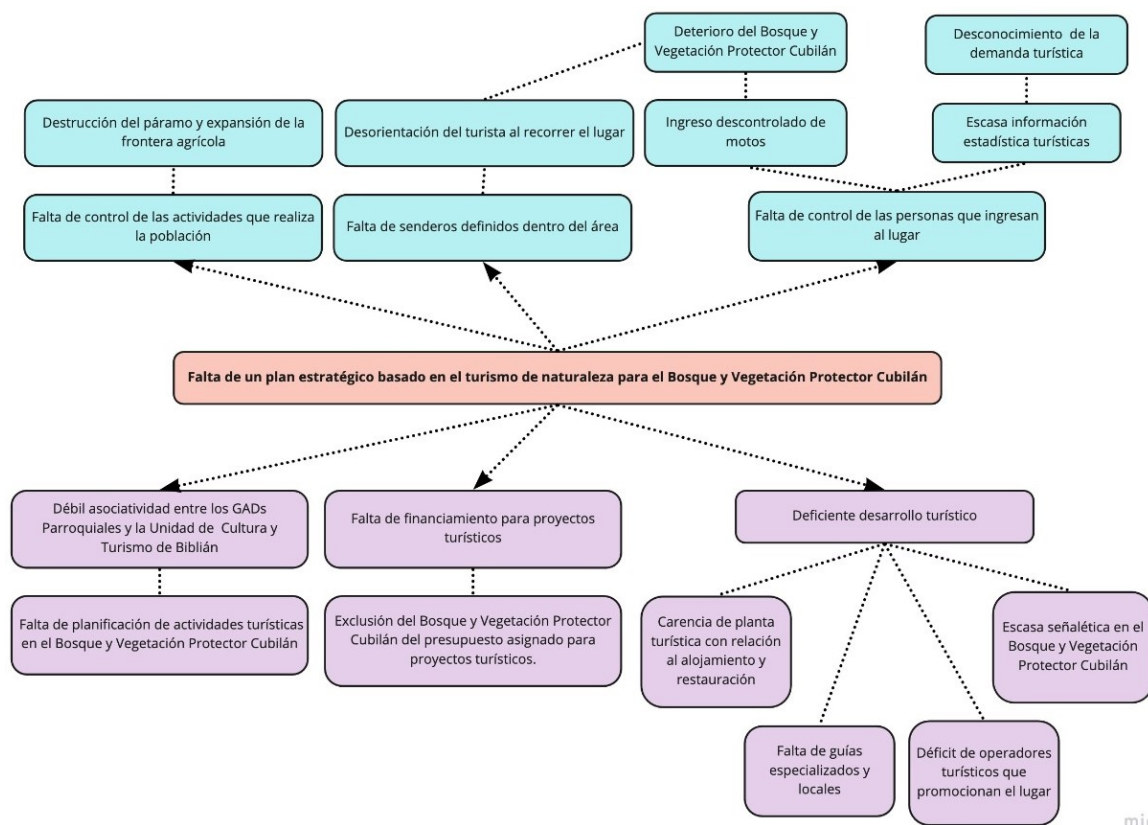 Deterioro del Bosque y
Vegetación Protector Cubilán
Desconocimiento de la
demanda turística
Destrucción del páramo y expansión de la
frontera agrícola
Desorientación del turista al recorrer el lugar
Ingreso descontrolado de
motos
Escasa información
estadística turísticas
Falta de control de las actividades que realiza
la población
Falta de senderos definidos dentro del área
Falta de control de las personas que ingresan
al lugar
Falta de un plan estratégico basado en el turismo de naturaleza para el Bosque y Vegetación Protector Cubilán
Débil asociatividad entre los GADs
Parroquiales y la Unidad de Cultura y
Turismo de Biblián
Falta de financiamiento para proyectos
turísticos
Deficiente desarrollo turístico
Falta de planificación de actividades turísticas
en el Bosque y Vegetación Protector Cubilán
Exclusión del Bosque y Vegetación Protector
Cubilán del presupuesto asignado para
proyectos turísticos.
Carencia de planta
turística con relación
al alojamiento y
restauración
Escasa señalética en el
Bosque y Vegetación
Protector Cubilán
Falta de guías
especializados y
locales
Déficit de operadores
turísticos que
promocionan el lugar